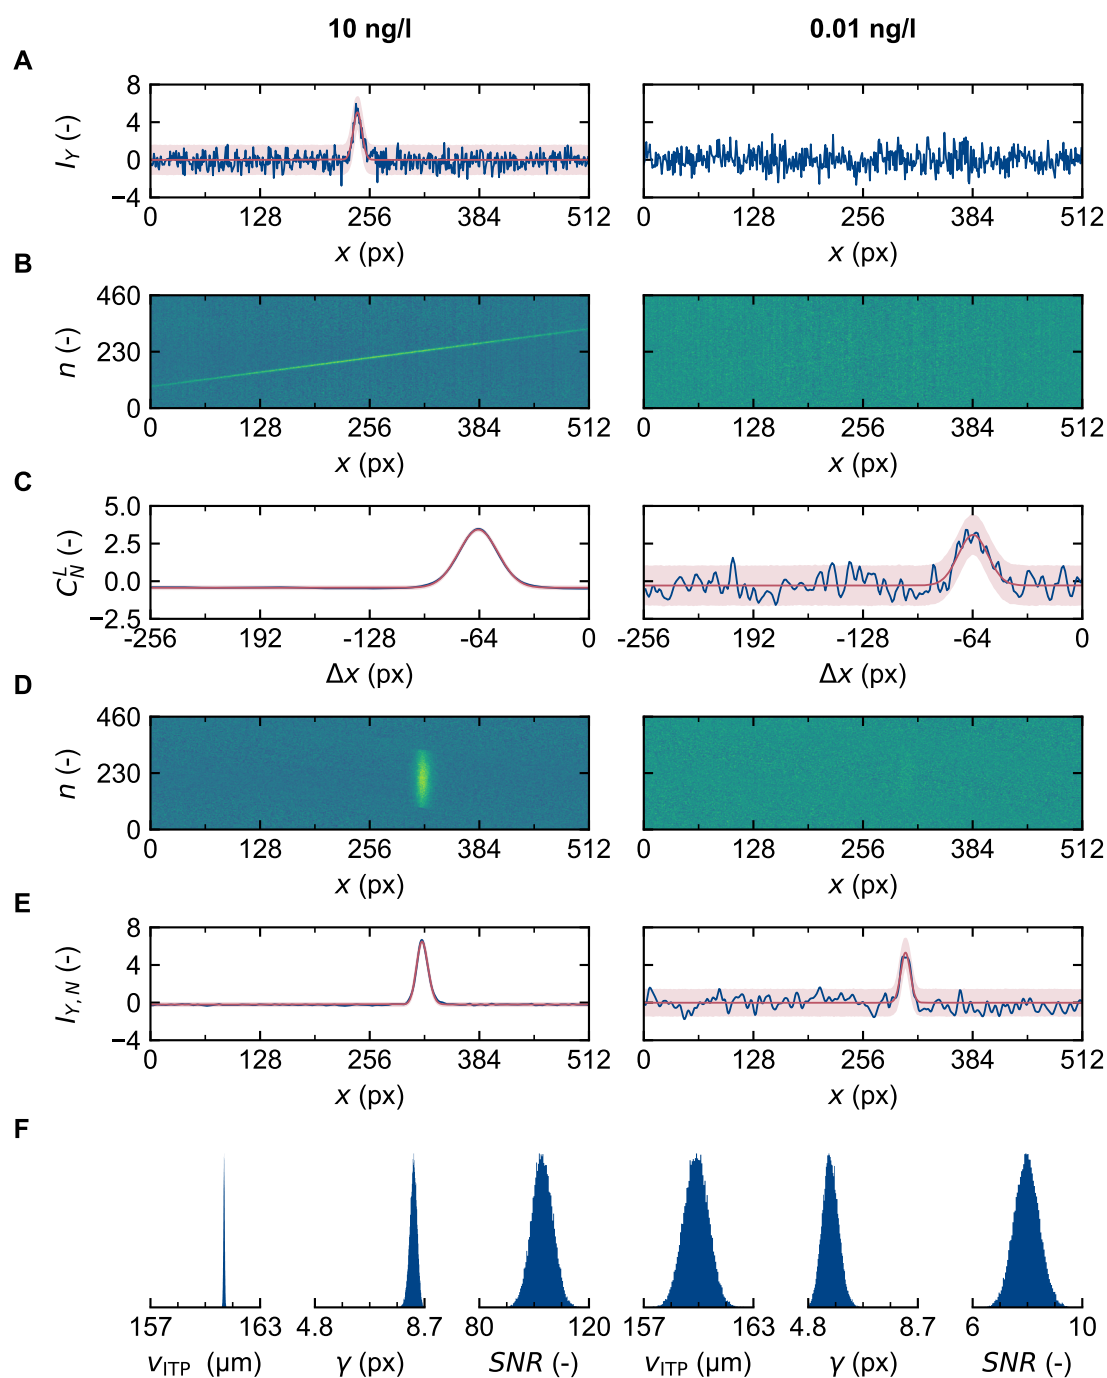 10 ng/l 0.01 ng/l
A
I_Y (-)
8
4
0
−4
0 128 256 384 512
x (px)
0 128 256 384 512
x (px)
B
n (-)
460
230
0
0 128 256 384 512
x (px)
0 128 256 384 512
x (px)
C
C_N^L (-)
5.0
2.5
0.0
−2.5
-256 192 -128 -64 0
Δx (px)
-256 192 -128 -64 0
Δx (px)
D
n (-)
460
230
0
0 128 256 384 512
x (px)
0 128 256 384 512
x (px)
E
I_Y,N (-)
8
4
0
−4
0 128 256 384 512
x (px)
0 128 256 384 512
x (px)
F
157 163
v_ITP (μm)
4.8 8.7
γ (px)
80 120
SNR (-)
157 163
v_ITP (μm)
4.8 8.7
γ (px)
6 10
SNR (-)